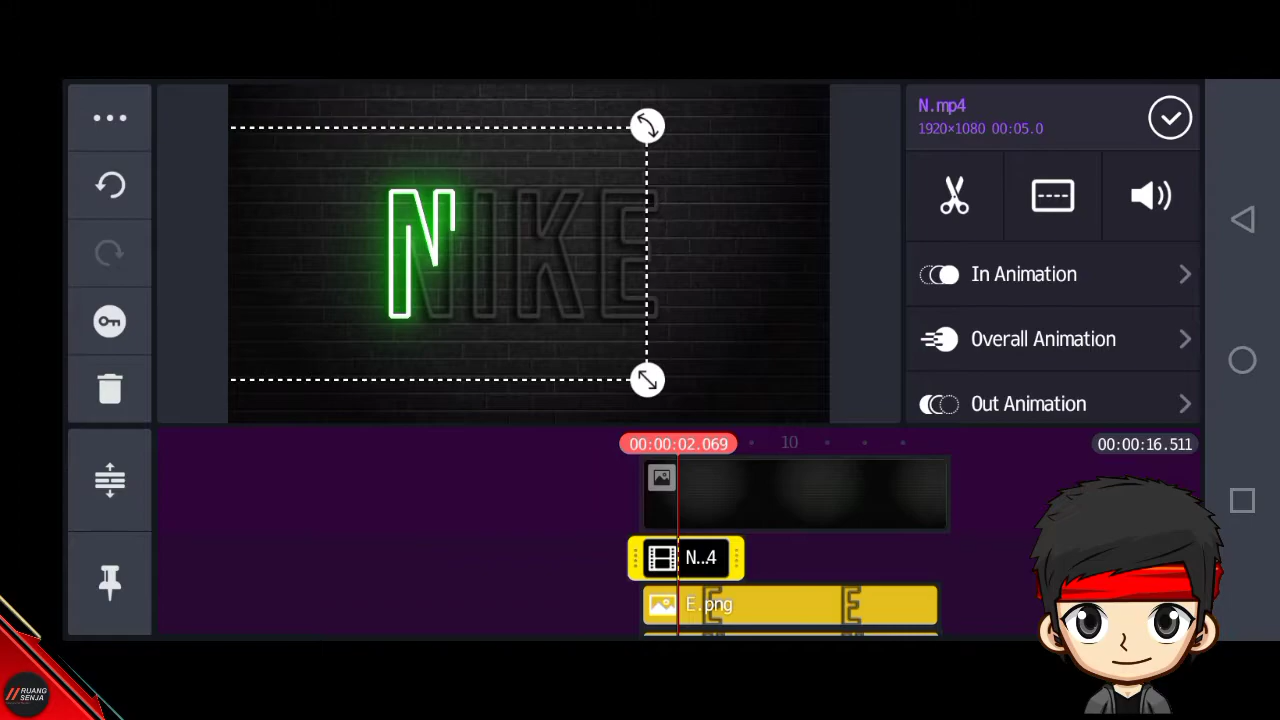 N.mp4
1920×1080 00:05.0
NIKE
In Animation
Overall Animation
Out Animation
00:00:02.069
10
00:00:16.511
N..4
E.png
E
E
RUANG
SENJA